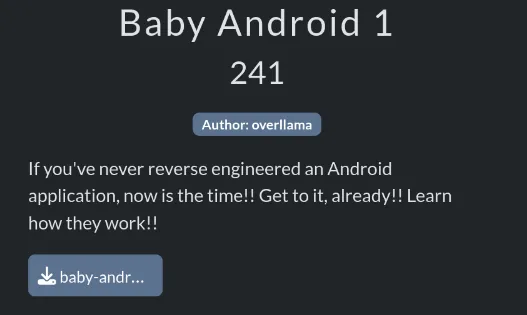 Baby Android 1
241
Author: overllama
If you've never reverse engineered an Android
application, now is the time!! Get to it, already!! Learn
how they work!!
baby-andr...